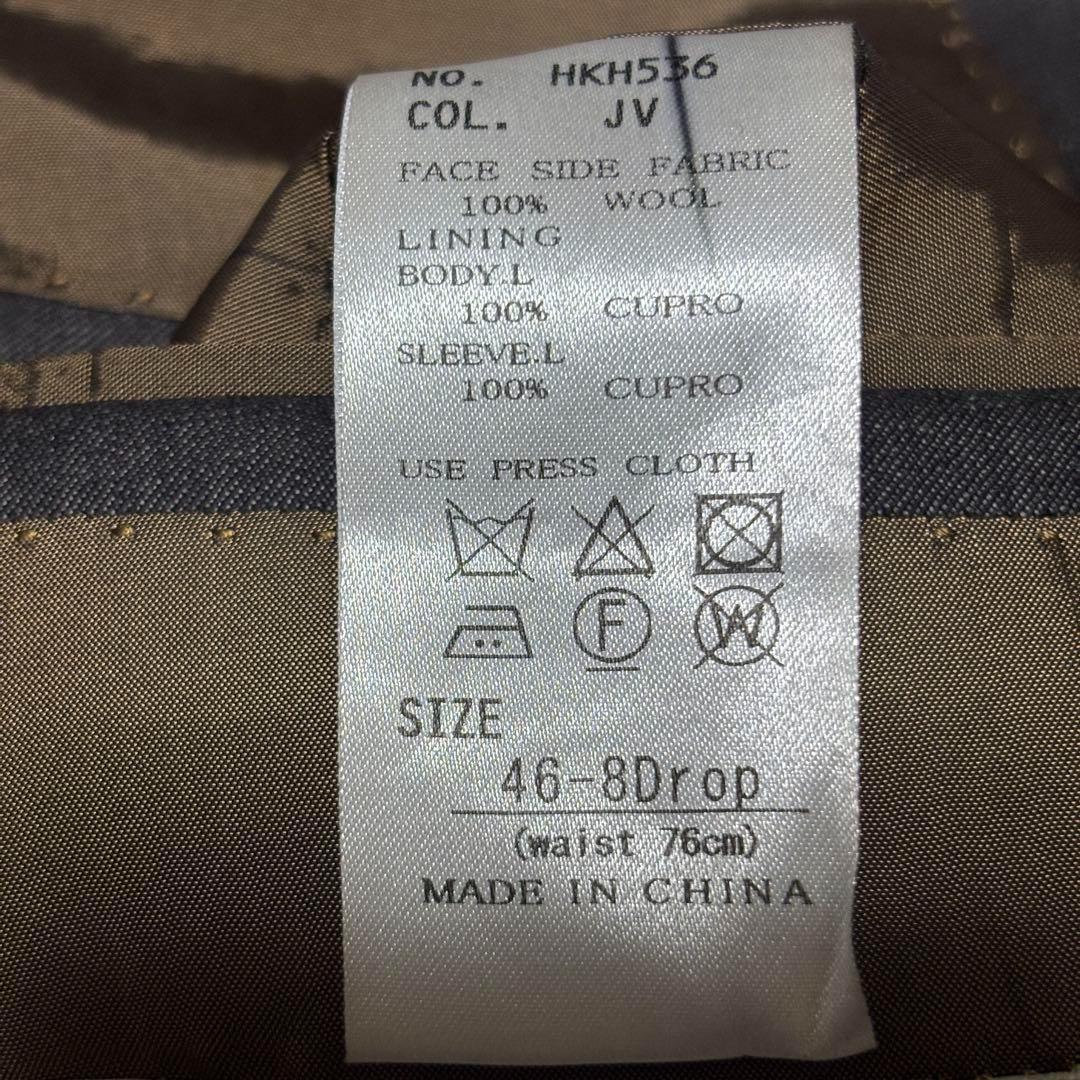 NO. HKH536
COL. JV
FACE SIDE FABRIC
100% WOOL
LINING
BODY.L
100% CUPRO
SLEEVE.L
100% CUPRO
USE PRESS CLOTH
F W
SIZE
46-8Drop
(waist 76cm)
MADE IN CHINA